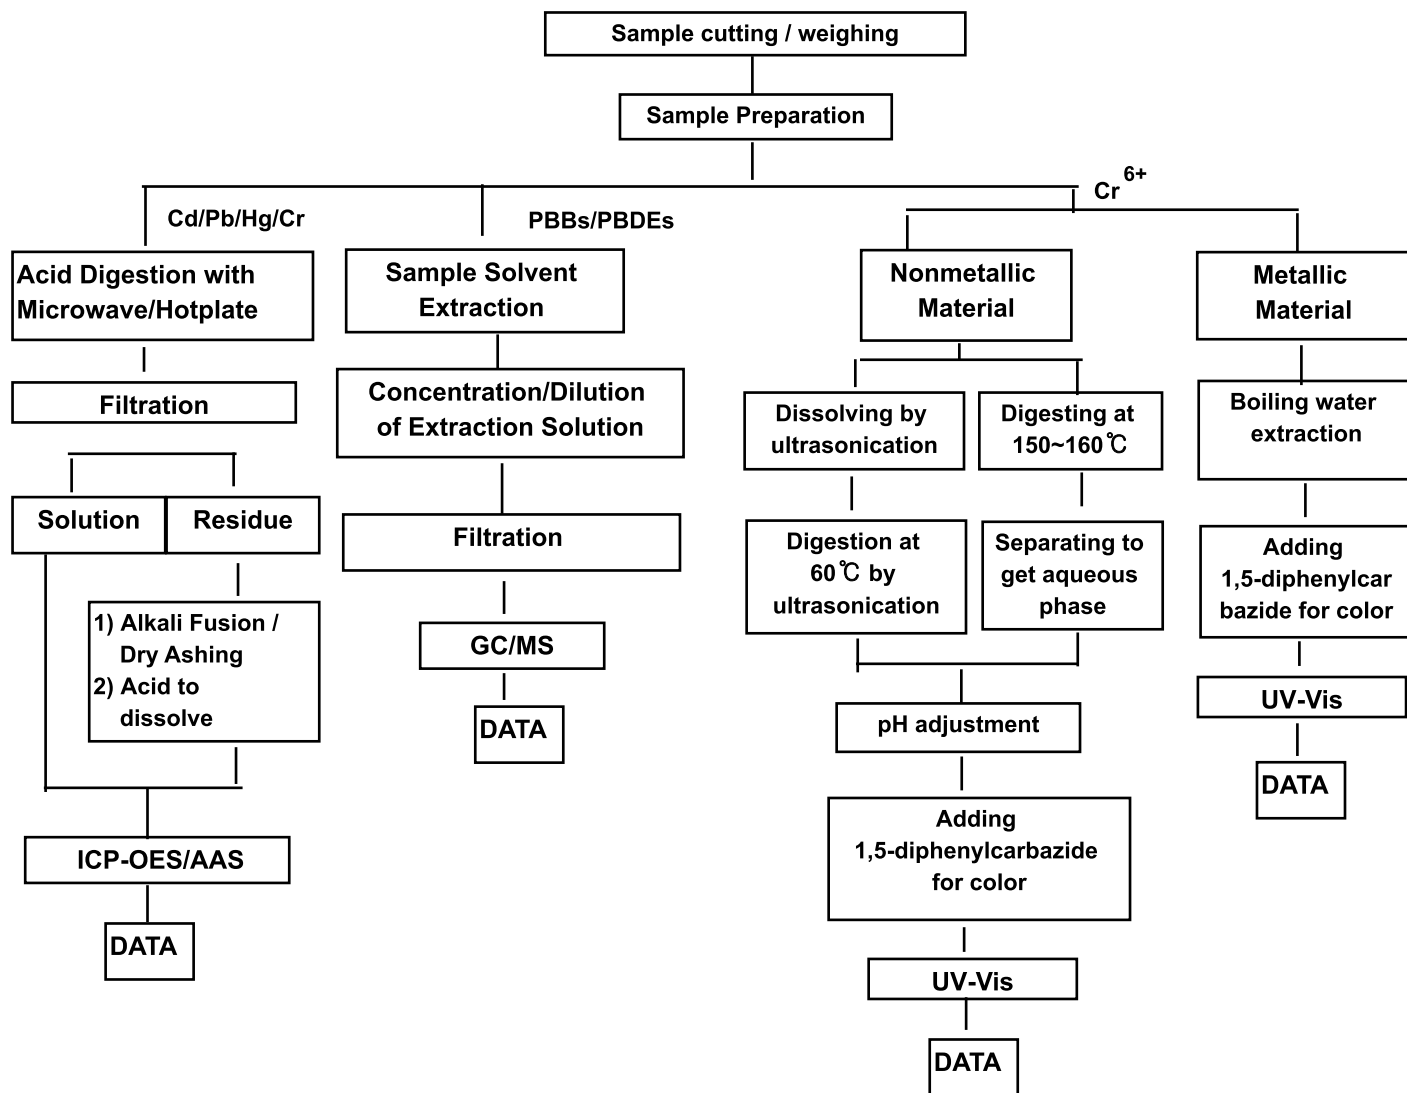 Sample cutting / weighing
Sample Preparation
Cd/Pb/Hg/Cr
PBBs/PBDEs
Cr 6+
Acid Digestion with
Microwave/Hotplate
Filtration
Solution
Residue
1) Alkali Fusion /
Dry Ashing
2) Acid to
dissolve
ICP-OES/AAS
DATA
Sample Solvent
Extraction
Concentration/Dilution
of Extraction Solution
Filtration
GC/MS
DATA
Nonmetallic
Material
Dissolving by
ultrasonication
Digestion at
60℃ by
ultrasonication
Digesting at
150~160℃
Separating to
get aqueous
phase
pH adjustment
Adding
1,5-diphenylcarbazide
for color
UV-Vis
DATA
Metallic
Material
Boiling water
extraction
Adding
1,5-diphenylcar
bazide for color
UV-Vis
DATA